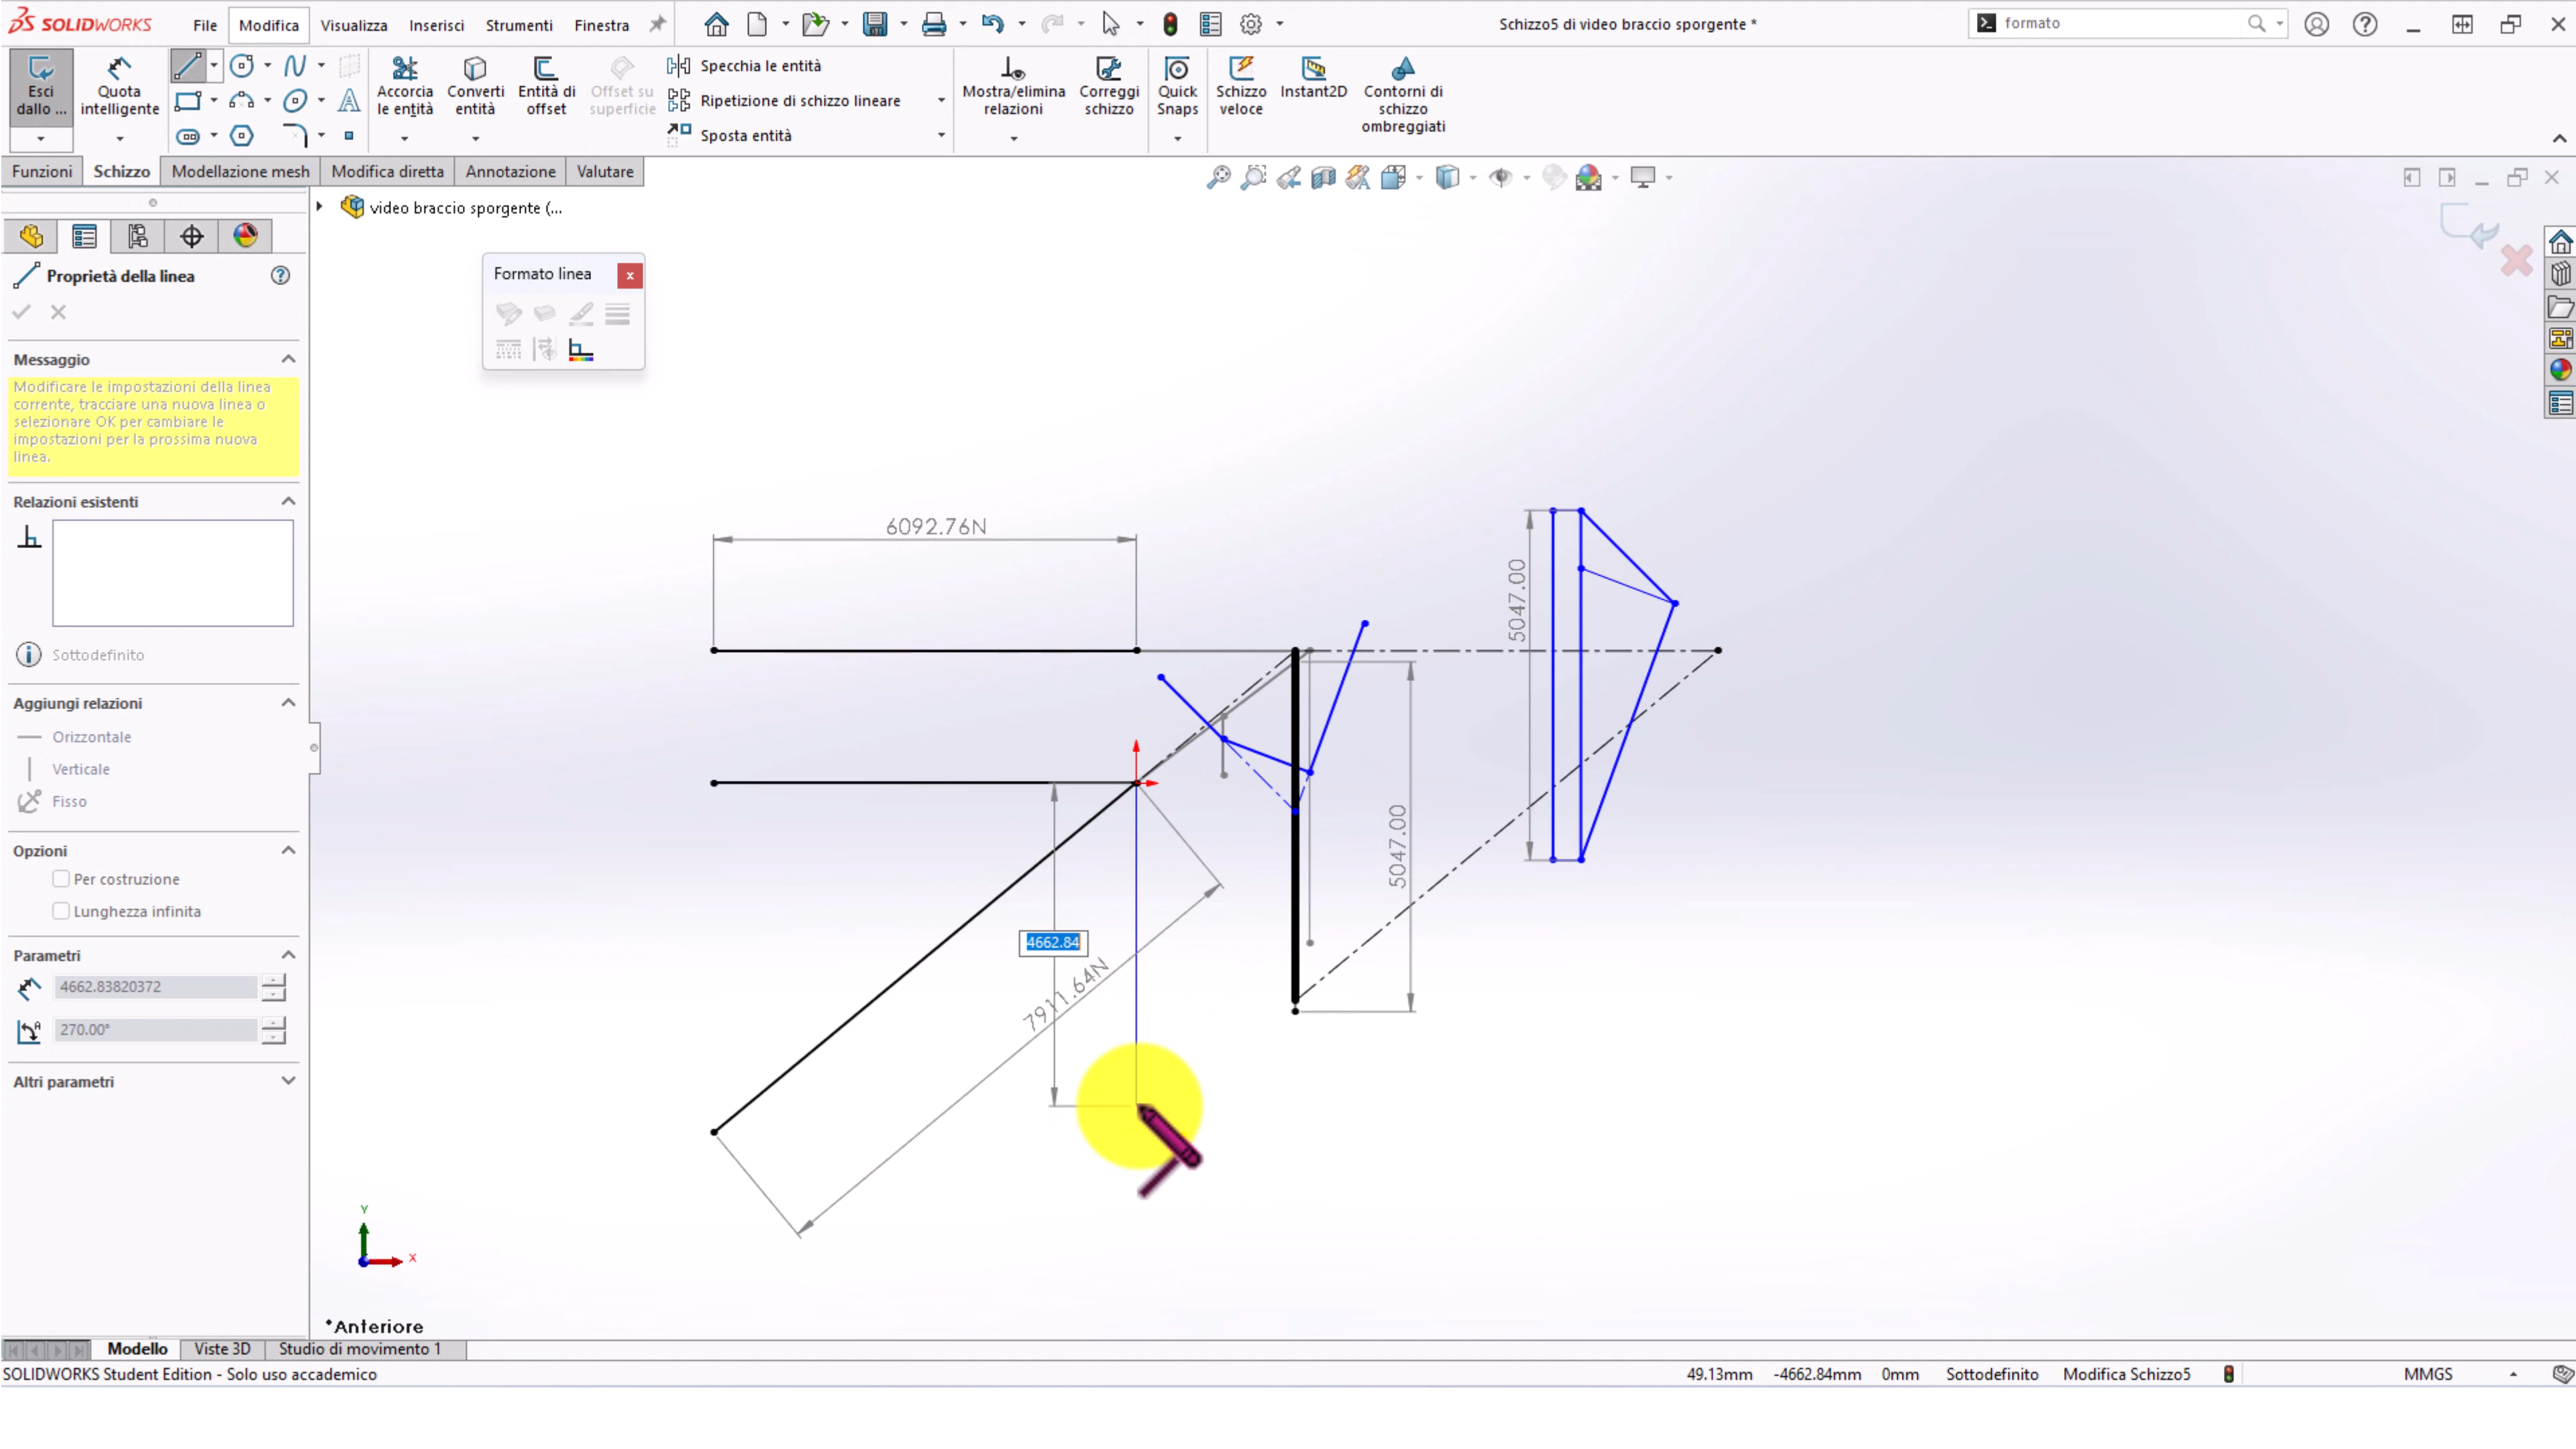 SOLIDWORKS File Modifica Visualizza Inserisci Strumenti Finestra Schizzo5 di video braccio sporgente * formato
Esci dallo ...
Quota intelligente
Accorcia le entità
Converti entità
Entità di offset
Offset su superficie
Specchia le entità
Ripetizione di schizzo lineare
Sposta entità
Mostra/elimina relazioni
Correggi schizzo
Quick Snaps
Schizzo veloce
Instant2D
Contorni di schizzo ombreggiati
Funzioni Schizzo Modellazione mesh Modifica diretta Annotazione Valutare
video braccio sporgente (...
Proprietà della linea
Formato linea
x
Messaggio
Modificare le impostazioni della linea
corrente, tracciare una nuova linea o
selezionare OK per cambiare le
impostazioni per la prossima nuova
linea.
Relazioni esistenti
Sottodefinito
Aggiungi relazioni
Orizzontale
Verticale
Fisso
Opzioni
Per costruzione
Lunghezza infinita
Parametri
4662.83820372
270.00°
Altri parametri
6092.76N
5047.00
5047.00
4662.84
7911.64N
Y
X
*Anteriore
Modello Viste 3D Studio di movimento 1
SOLIDWORKS Student Edition - Solo uso accademico 49.13mm -4662.84mm 0mm Sottodefinito Modifica Schizzo5 MMGS